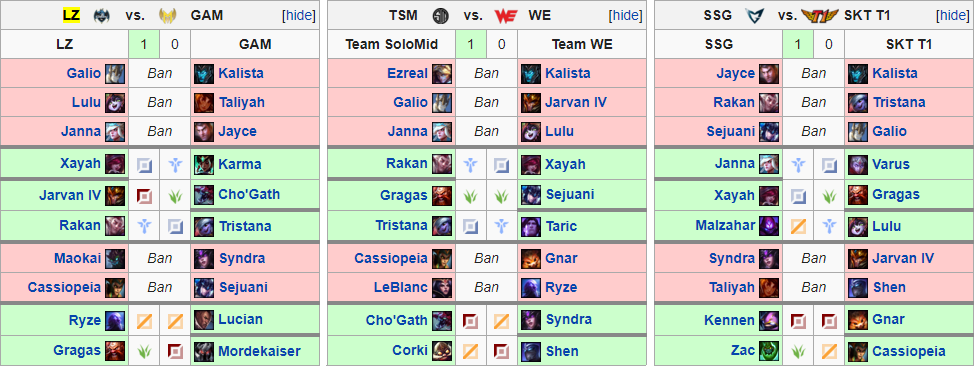 LZ vs. GAM [hide]
LZ 1 0 GAM
Galio Ban Kalista
Lulu Ban Taliyah
Janna Ban Jayce
Xayah Karma
Jarvan IV Cho'Gath
Rakan Tristana
Maokai Ban Syndra
Cassiopeia Ban Sejuani
Ryze Lucian
Gragas Mordekaiser
TSM vs. WE [hide]
Team SoloMid 1 0 Team WE
Ezreal Ban Kalista
Galio Ban Jarvan IV
Janna Ban Lulu
Rakan Xayah
Gragas Sejuani
Tristana Taric
Cassiopeia Ban Gnar
LeBlanc Ban Ryze
Cho'Gath Syndra
Corki Shen
SSG vs. SKT T1 [hide]
SSG 1 0 SKT T1
Jayce Ban Kalista
Rakan Ban Tristana
Sejuani Ban Galio
Janna Varus
Xayah Gragas
Malzahar Lulu
Syndra Ban Jarvan IV
Taliyah Ban Shen
Kennen Gnar
Zac Cassiopeia